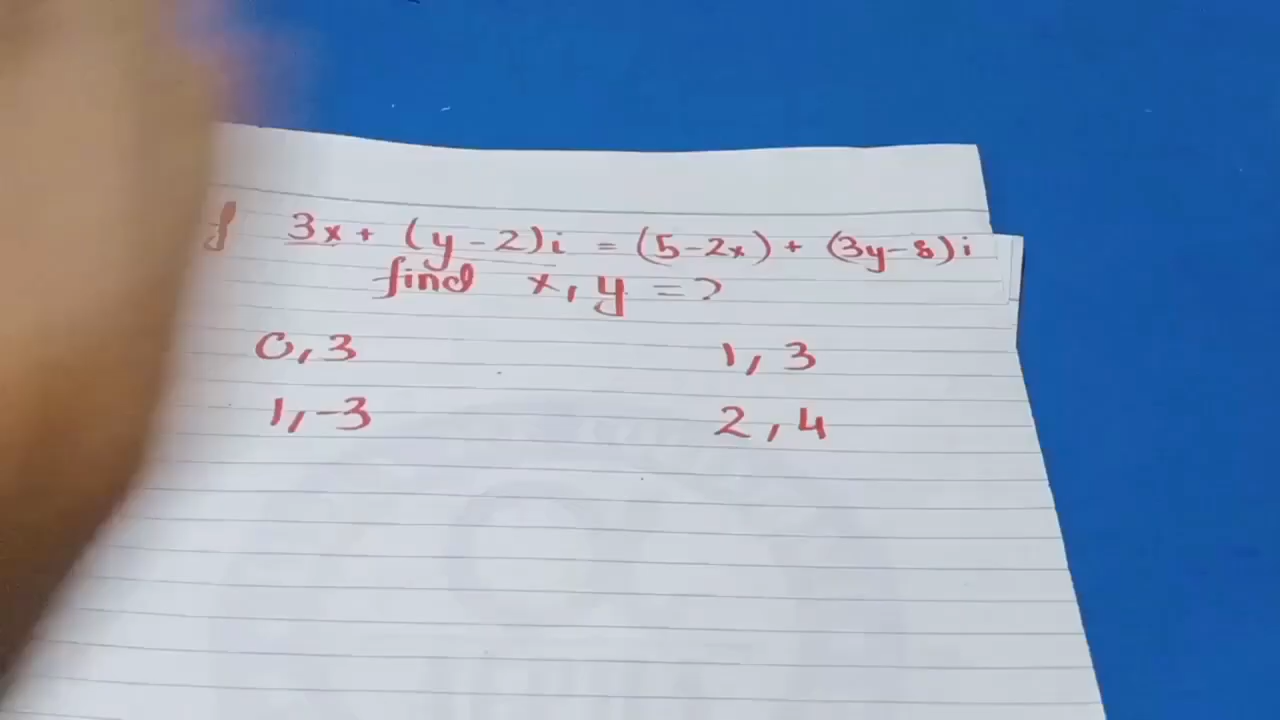 3x + (y - 2)i = (5 - 2x) + (3y - 8)i
find x, y = ?
0, 3 1, 3
1, -3 2, 4